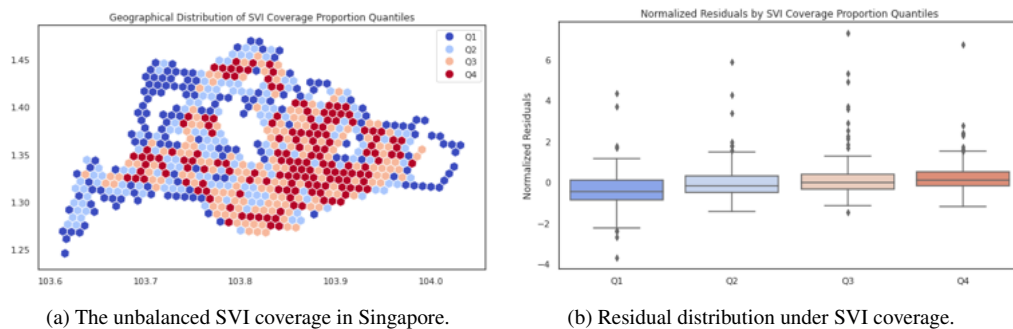 Geographical Distribution of SVI Coverage Proportion Quantiles
Q1
Q2
Q3
Q4
1.45
1.40
1.35
1.30
1.25
103.6 103.7 103.8 103.9 104.0
(a) The unbalanced SVI coverage in Singapore.
Normalized Residuals by SVI Coverage Proportion Quantiles
Normalized Residuals
6
4
2
0
−2
−4
Q1 Q2 Q3 Q4
(b) Residual distribution under SVI coverage.